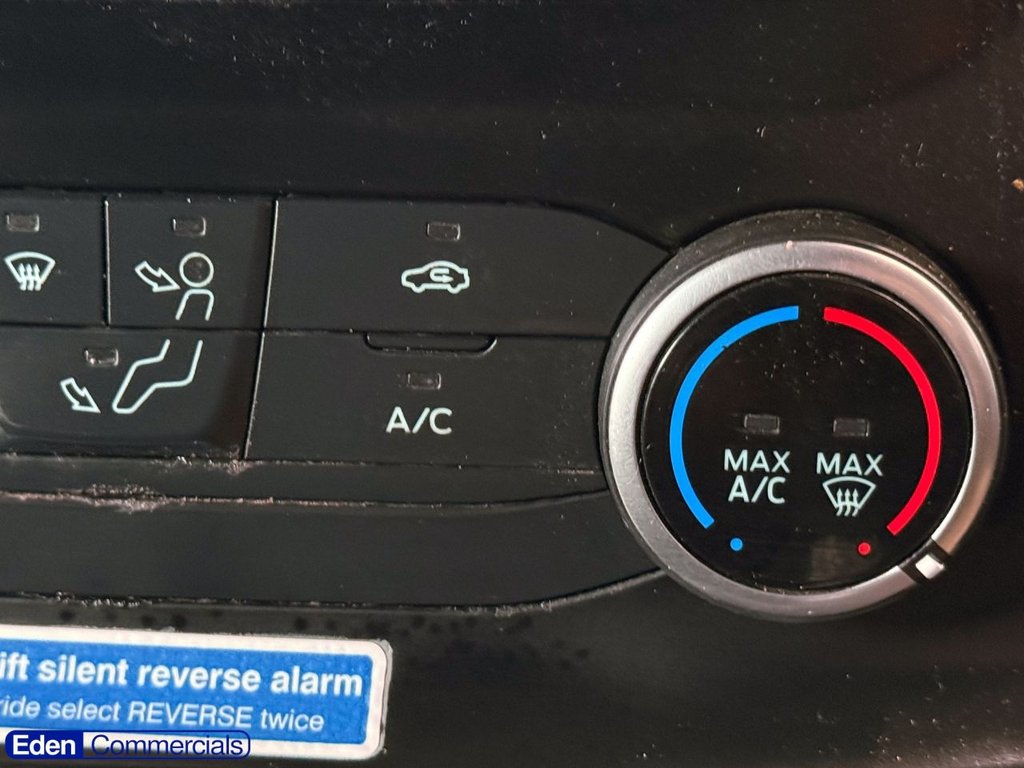 A/C
MAX
A/C
MAX
ift silent reverse alarm
ride select REVERSE twice
Eden Commercials